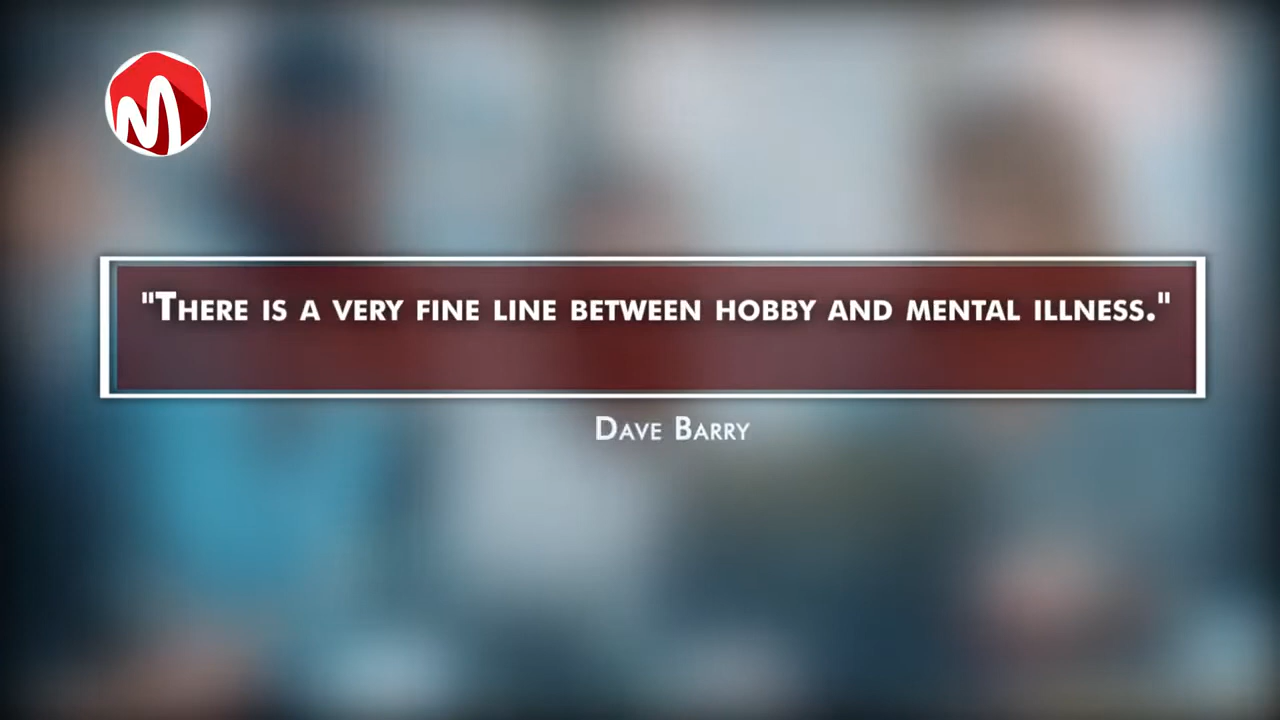 "There is a very fine line between hobby and mental illness."
Dave Barry